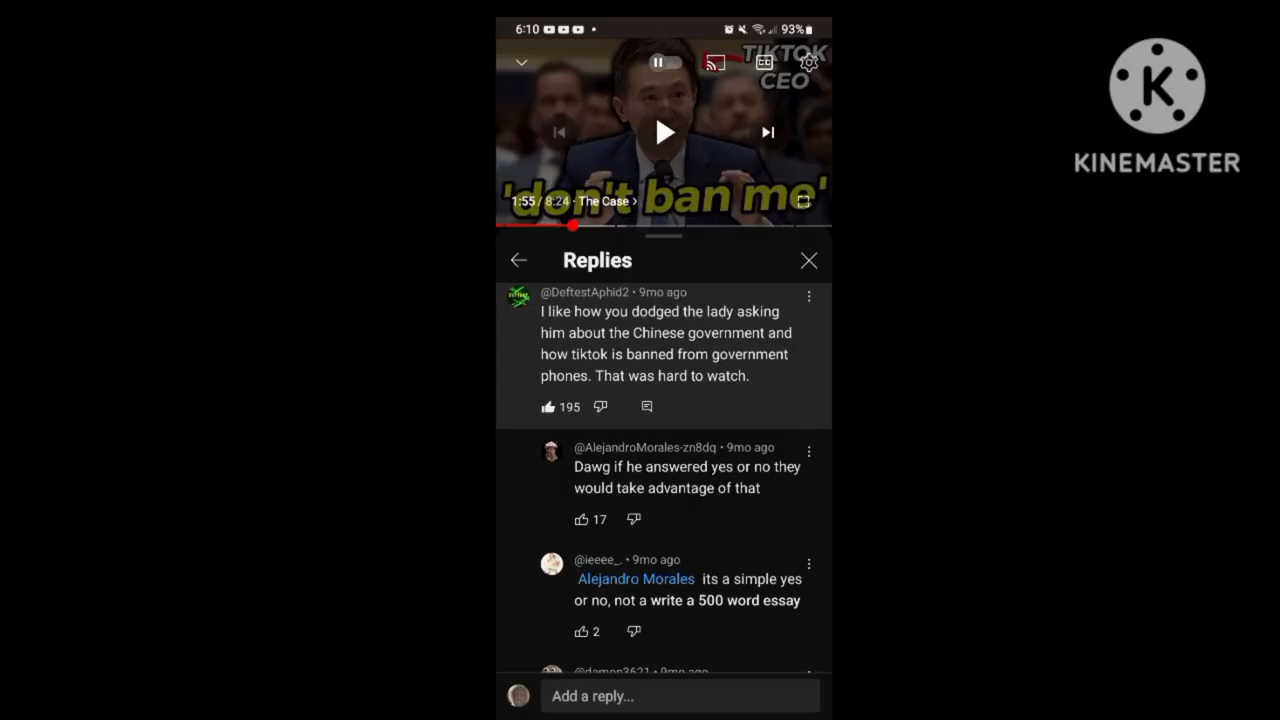 6:10
93%
TIKTOK
CEO
'don't ban me'
1:55 / 8:24 · The Case >
K
KINEMASTER
Replies
@DeftestAphid2 • 9mo ago
I like how you dodged the lady asking
him about the Chinese government and
how tiktok is banned from government
phones. That was hard to watch.
195
@AlejandroMorales-zn8dq • 9mo ago
Dawg if he answered yes or no they
would take advantage of that
17
@ieeee_. • 9mo ago
Alejandro Morales its a simple yes
or no, not a write a 500 word essay
2
@damon3621 • 9mo ago
Add a reply...